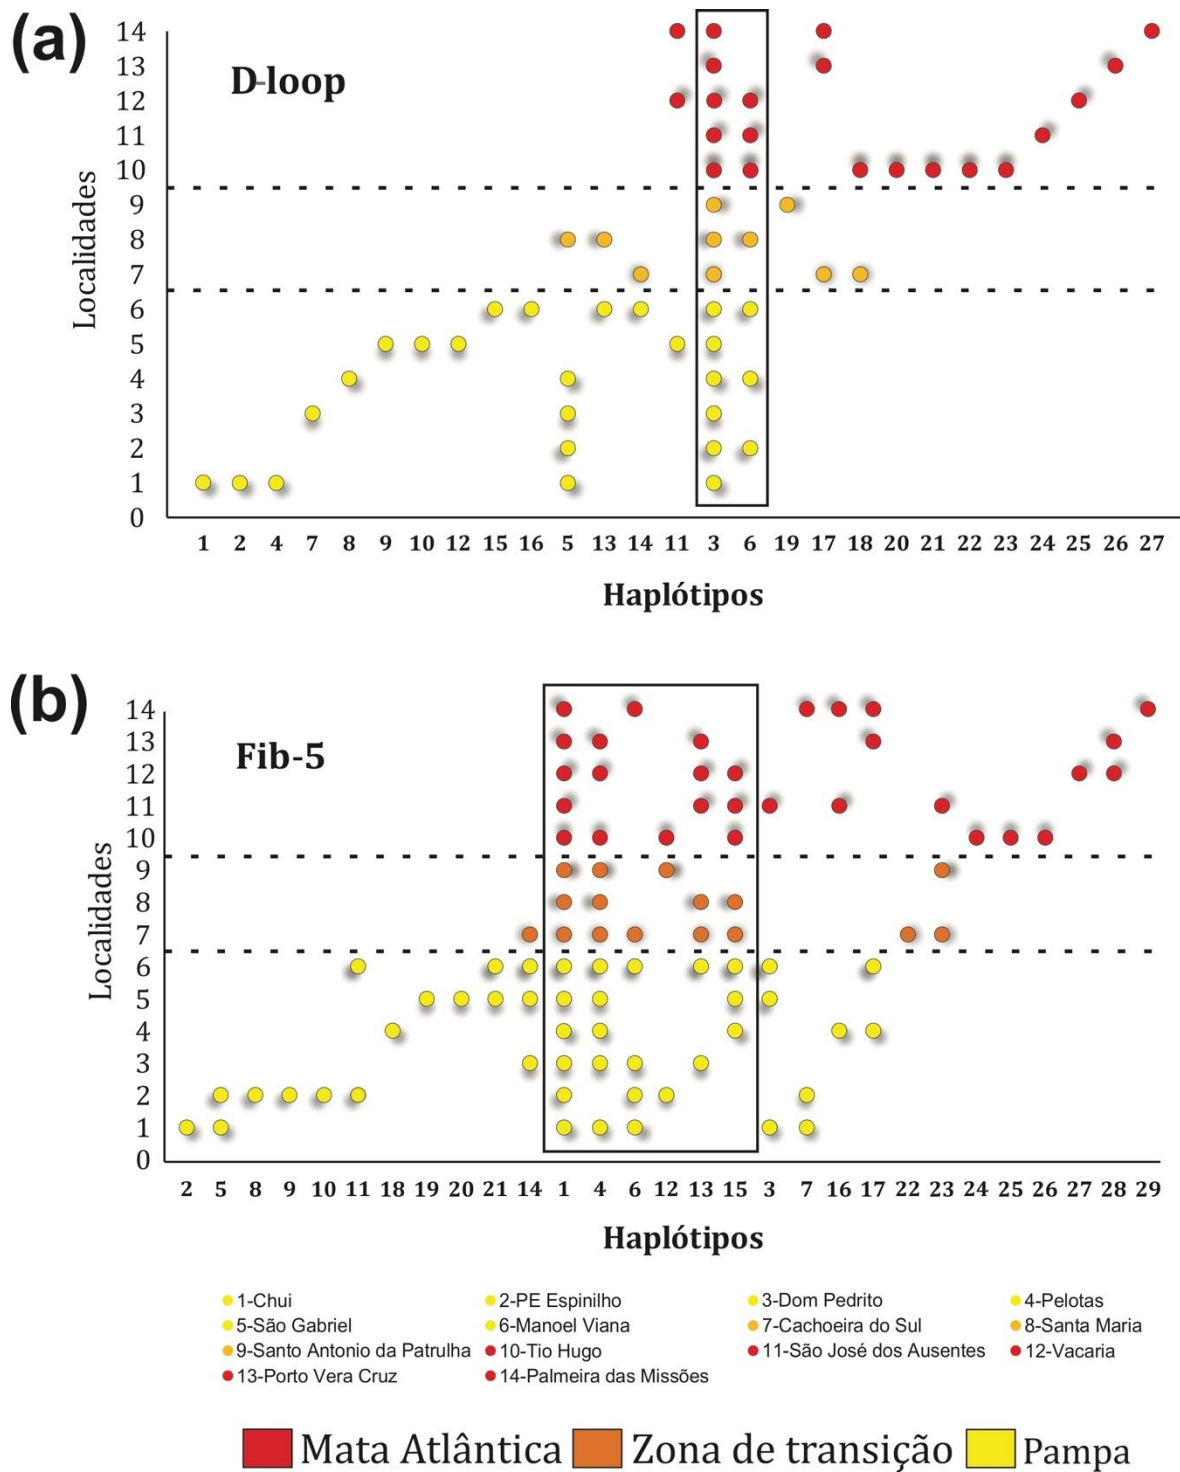 (a)
D-loop
Localidades
14
13
12
11
10
9
8
7
6
5
4
3
2
1
0
1 2 4 7 8 9 10 12 15 16 5 13 14 11 3 6 19 17 18 20 21 22 23 24 25 26 27
Haplótipos
(b)
Fib-5
Localidades
14
13
12
11
10
9
8
7
6
5
4
3
2
1
0
2 5 8 9 10 11 18 19 20 21 14 1 4 6 12 13 15 3 7 16 17 22 23 24 25 26 27 28 29
Haplótipos
1-Chui 2-PE Espinilho 3-Dom Pedrito 4-Pelotas
5-São Gabriel 6-Manoel Viana 7-Cachoeira do Sul 8-Santa Maria
9-Santo Antonio da Patrulha 10-Tio Hugo 11-São José dos Ausentes 12-Vacaria
13-Porto Vera Cruz 14-Palmeira das Missões
Mata Atlântica Zona de transição Pampa